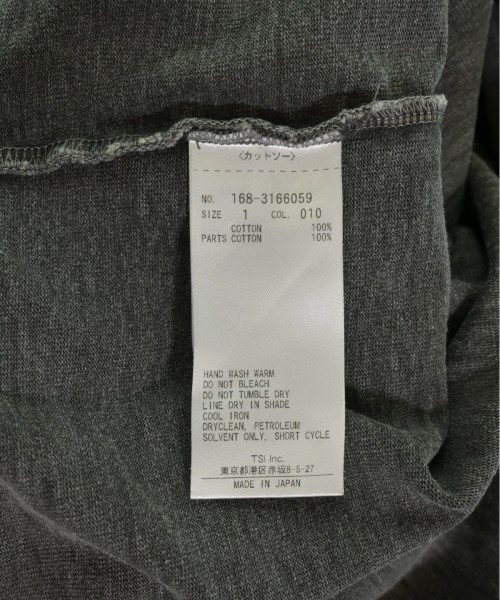 〈カットソー〉
NO. 168-3166059
SIZE 1 COL. 010
COTTON 100%
PARTS COTTON 100%
HAND WASH WARM
DO NOT BLEACH
DO NOT TUMBLE DRY
LINE DRY IN SHADE
COOL IRON
DRYCLEAN, PETROLEUM
SOLVENT ONLY, SHORT CYCLE
TSI Inc.
東京都港区赤坂8-5-27
MADE IN JAPAN